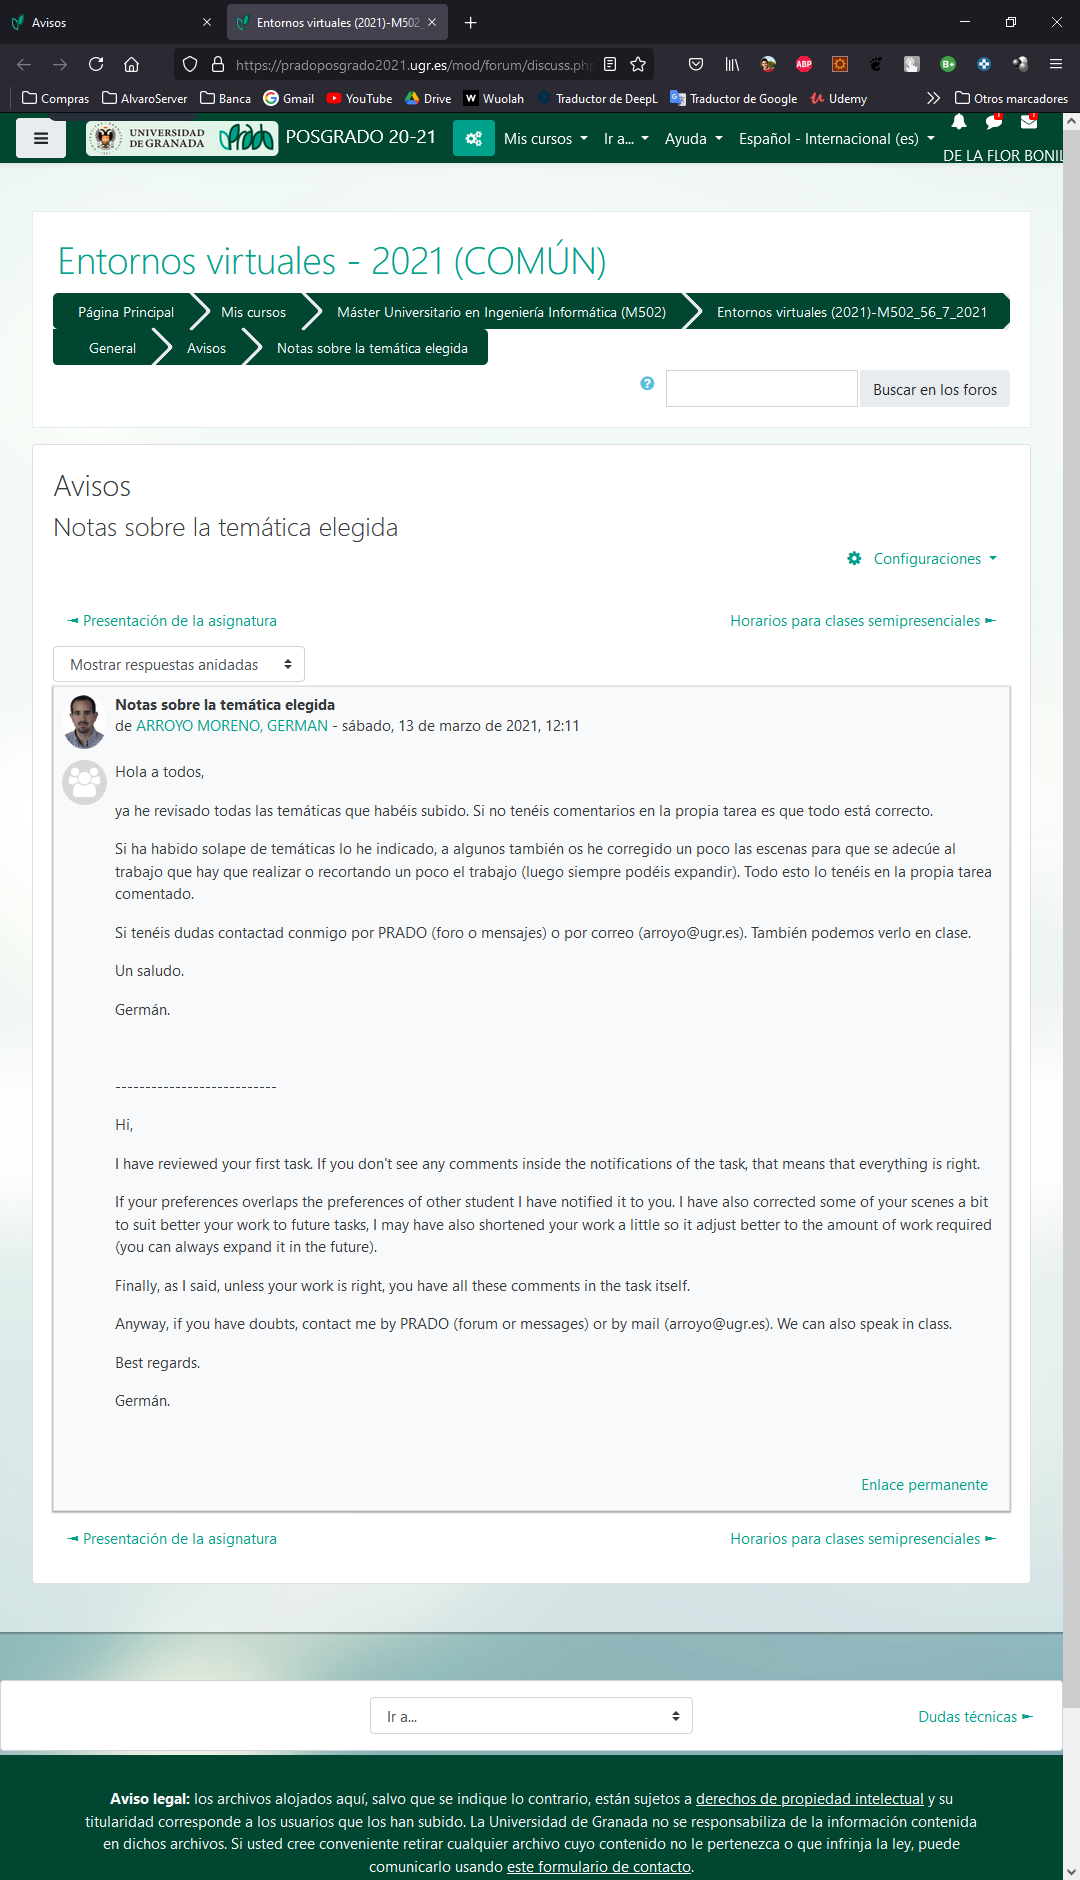 Avisos
Entornos virtuales (2021)-M502_
https://pradoposgrado2021.ugr.es/mod/forum/discuss.php
Compras AlvaroServer Banca Gmail YouTube Drive Wuolah Traductor de DeepL Traductor de Google Udemy Otros marcadores
UNIVERSIDAD DE GRANADA
POSGRADO 20-21 Mis cursos Ir a... Ayuda Español - Internacional (es)
DE LA FLOR BONIL
Entornos virtuales - 2021 (COMÚN)
Página Principal Mis cursos Máster Universitario en Ingeniería Informática (M502) Entornos virtuales (2021)-M502_56_7_2021
General Avisos Notas sobre la temática elegida
Buscar en los foros
Avisos
Notas sobre la temática elegida
Configuraciones
◄ Presentación de la asignatura
Horarios para clases semipresenciales ►
Mostrar respuestas anidadas
Notas sobre la temática elegida
de ARROYO MORENO, GERMAN - sábado, 13 de marzo de 2021, 12:11
Hola a todos,
ya he revisado todas las temáticas que habéis subido. Si no tenéis comentarios en la propia tarea es que todo está correcto.
Si ha habido solape de temáticas lo he indicado, a algunos también os he corregido un poco las escenas para que se adecúe al
trabajo que hay que realizar o recortando un poco el trabajo (luego siempre podéis expandir). Todo esto lo tenéis en la propia tarea
comentado.
Si tenéis dudas contactad conmigo por PRADO (foro o mensajes) o por correo (arroyo@ugr.es). También podemos verlo en clase.
Un saludo.
Germán.
---------------------------
Hi,
I have reviewed your first task. If you don't see any comments inside the notifications of the task, that means that everything is right.
If your preferences overlaps the preferences of other student I have notified it to you. I have also corrected some of your scenes a bit
to suit better your work to future tasks, I may have also shortened your work a little so it adjust better to the amount of work required
(you can always expand it in the future).
Finally, as I said, unless your work is right, you have all these comments in the task itself.
Anyway, if you have doubts, contact me by PRADO (forum or messages) or by mail (arroyo@ugr.es). We can also speak in class.
Best regards.
Germán.
Enlace permanente
◄ Presentación de la asignatura
Horarios para clases semipresenciales ►
Ir a...
Dudas técnicas ►
Aviso legal: los archivos alojados aquí, salvo que se indique lo contrario, están sujetos a derechos de propiedad intelectual y su
titularidad corresponde a los usuarios que los han subido. La Universidad de Granada no se responsabiliza de la información contenida
en dichos archivos. Si usted cree conveniente retirar cualquier archivo cuyo contenido no le pertenezca o que infrinja la ley, puede
comunicarlo usando este formulario de contacto.